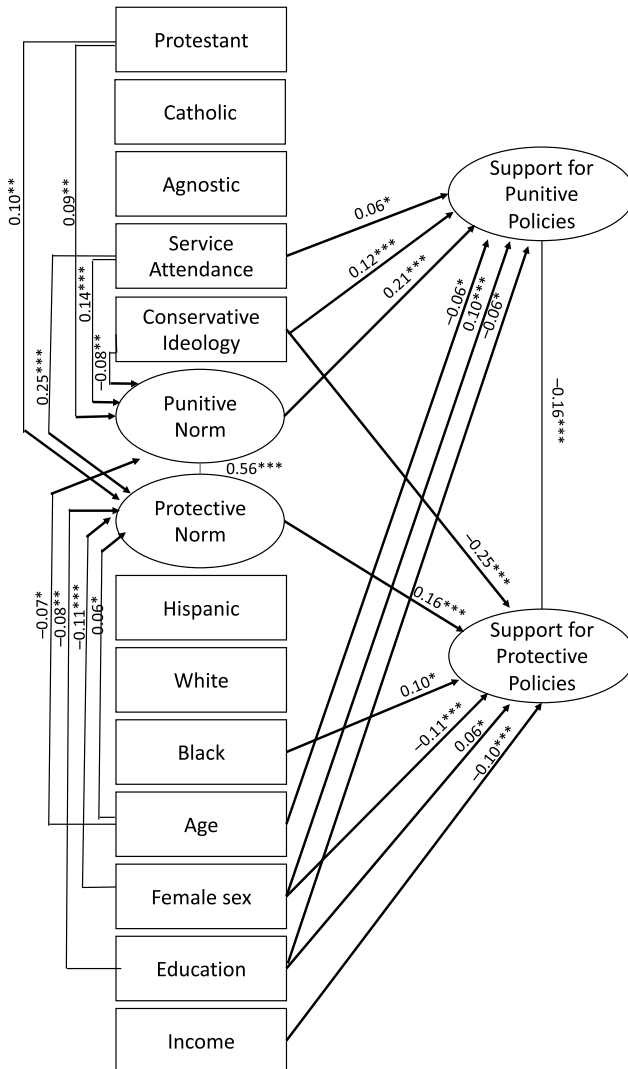 Protestant
Catholic
Agnostic
Service
Attendance
Conservative
Ideology
Punitive
Norm
Protective
Norm
Hispanic
White
Black
Age
Female sex
Education
Income
Support for
Punitive
Policies
Support for
Protective
Policies
0.10**
0.09**
0.14***
0.25***
−0.08**
0.56***
−0.07*
−0.08**
−0.11***
0.06*
0.06*
0.12***
0.21***
−0.06*
0.10***
−0.06*
−0.16***
−0.25***
0.16***
0.10*
−0.11***
0.06*
−0.10***